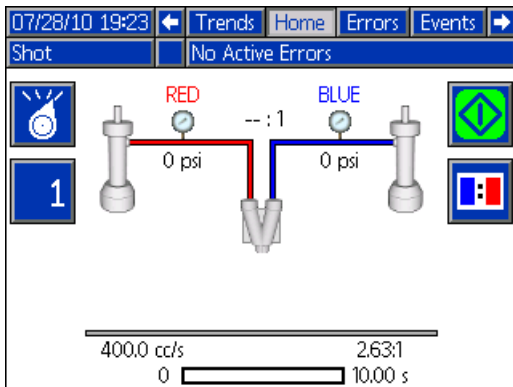 07/28/10 19:23 Trends Home Errors Events
Shot No Active Errors
RED BLUE
-- : 1
0 psi 0 psi
1
400.0 cc/s 2.63:1
0 10.00 s